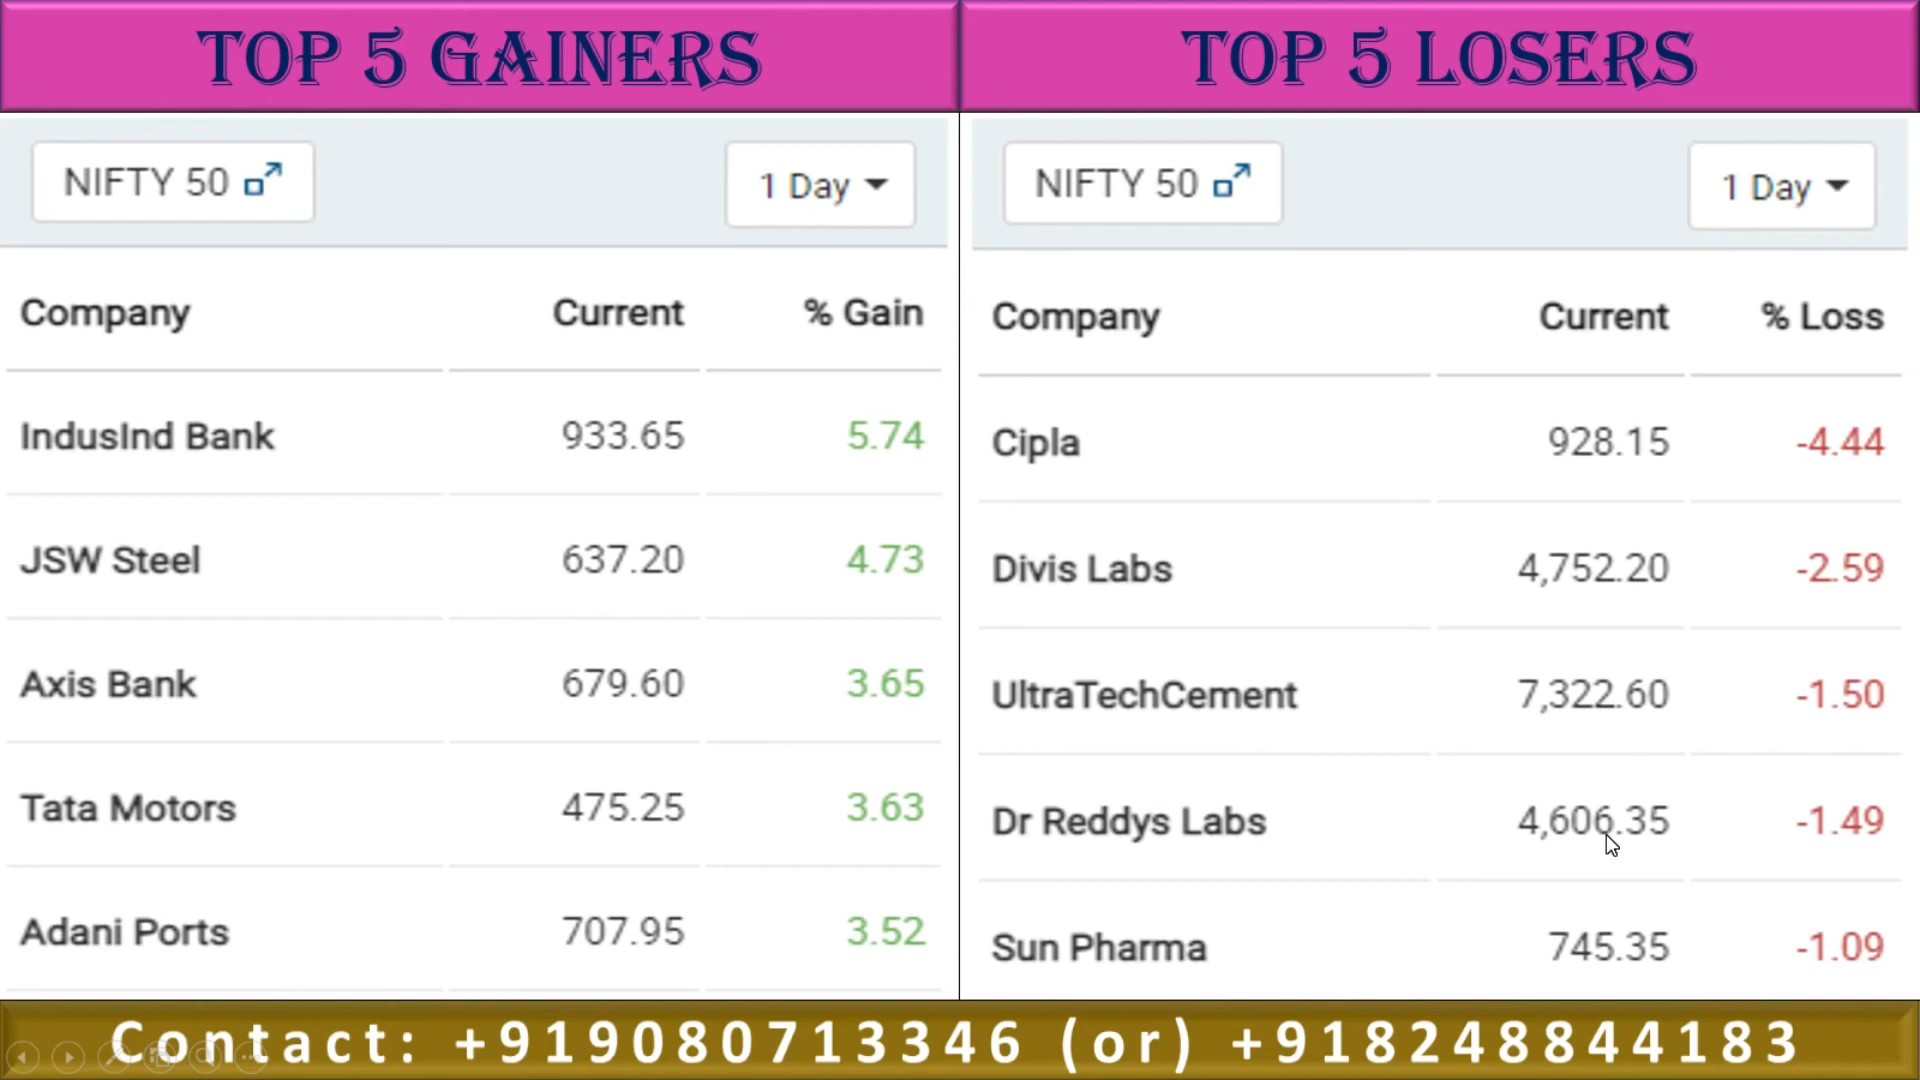 TOP 5 GAINERS
NIFTY 50
1 Day
Company Current % Gain
IndusInd Bank 933.65 5.74
JSW Steel 637.20 4.73
Axis Bank 679.60 3.65
Tata Motors 475.25 3.63
Adani Ports 707.95 3.52
TOP 5 LOSERS
NIFTY 50
1 Day
Company Current % Loss
Cipla 928.15 -4.44
Divis Labs 4,752.20 -2.59
UltraTechCement 7,322.60 -1.50
Dr Reddys Labs 4,606.35 -1.49
Sun Pharma 745.35 -1.09
Contact: +919080713346 (or) +918248844183